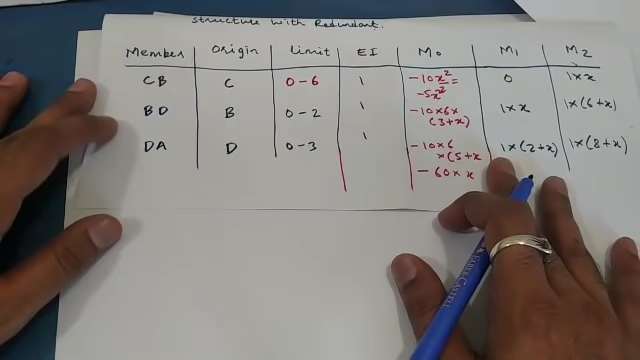 structure with Redundant.
Member Origin Limit EI M₀ M₁ M₂
CB C 0-6 1 -10x²/2 = -5x² 0 1×x
BD B 0-2 1 -10×6×(3+x) 1×x 1×(6+x)
DA D 0-3 1 -10×6×(5+x 1×(2+x) 1×(8+x)
-60×x
FABER-CASTELL